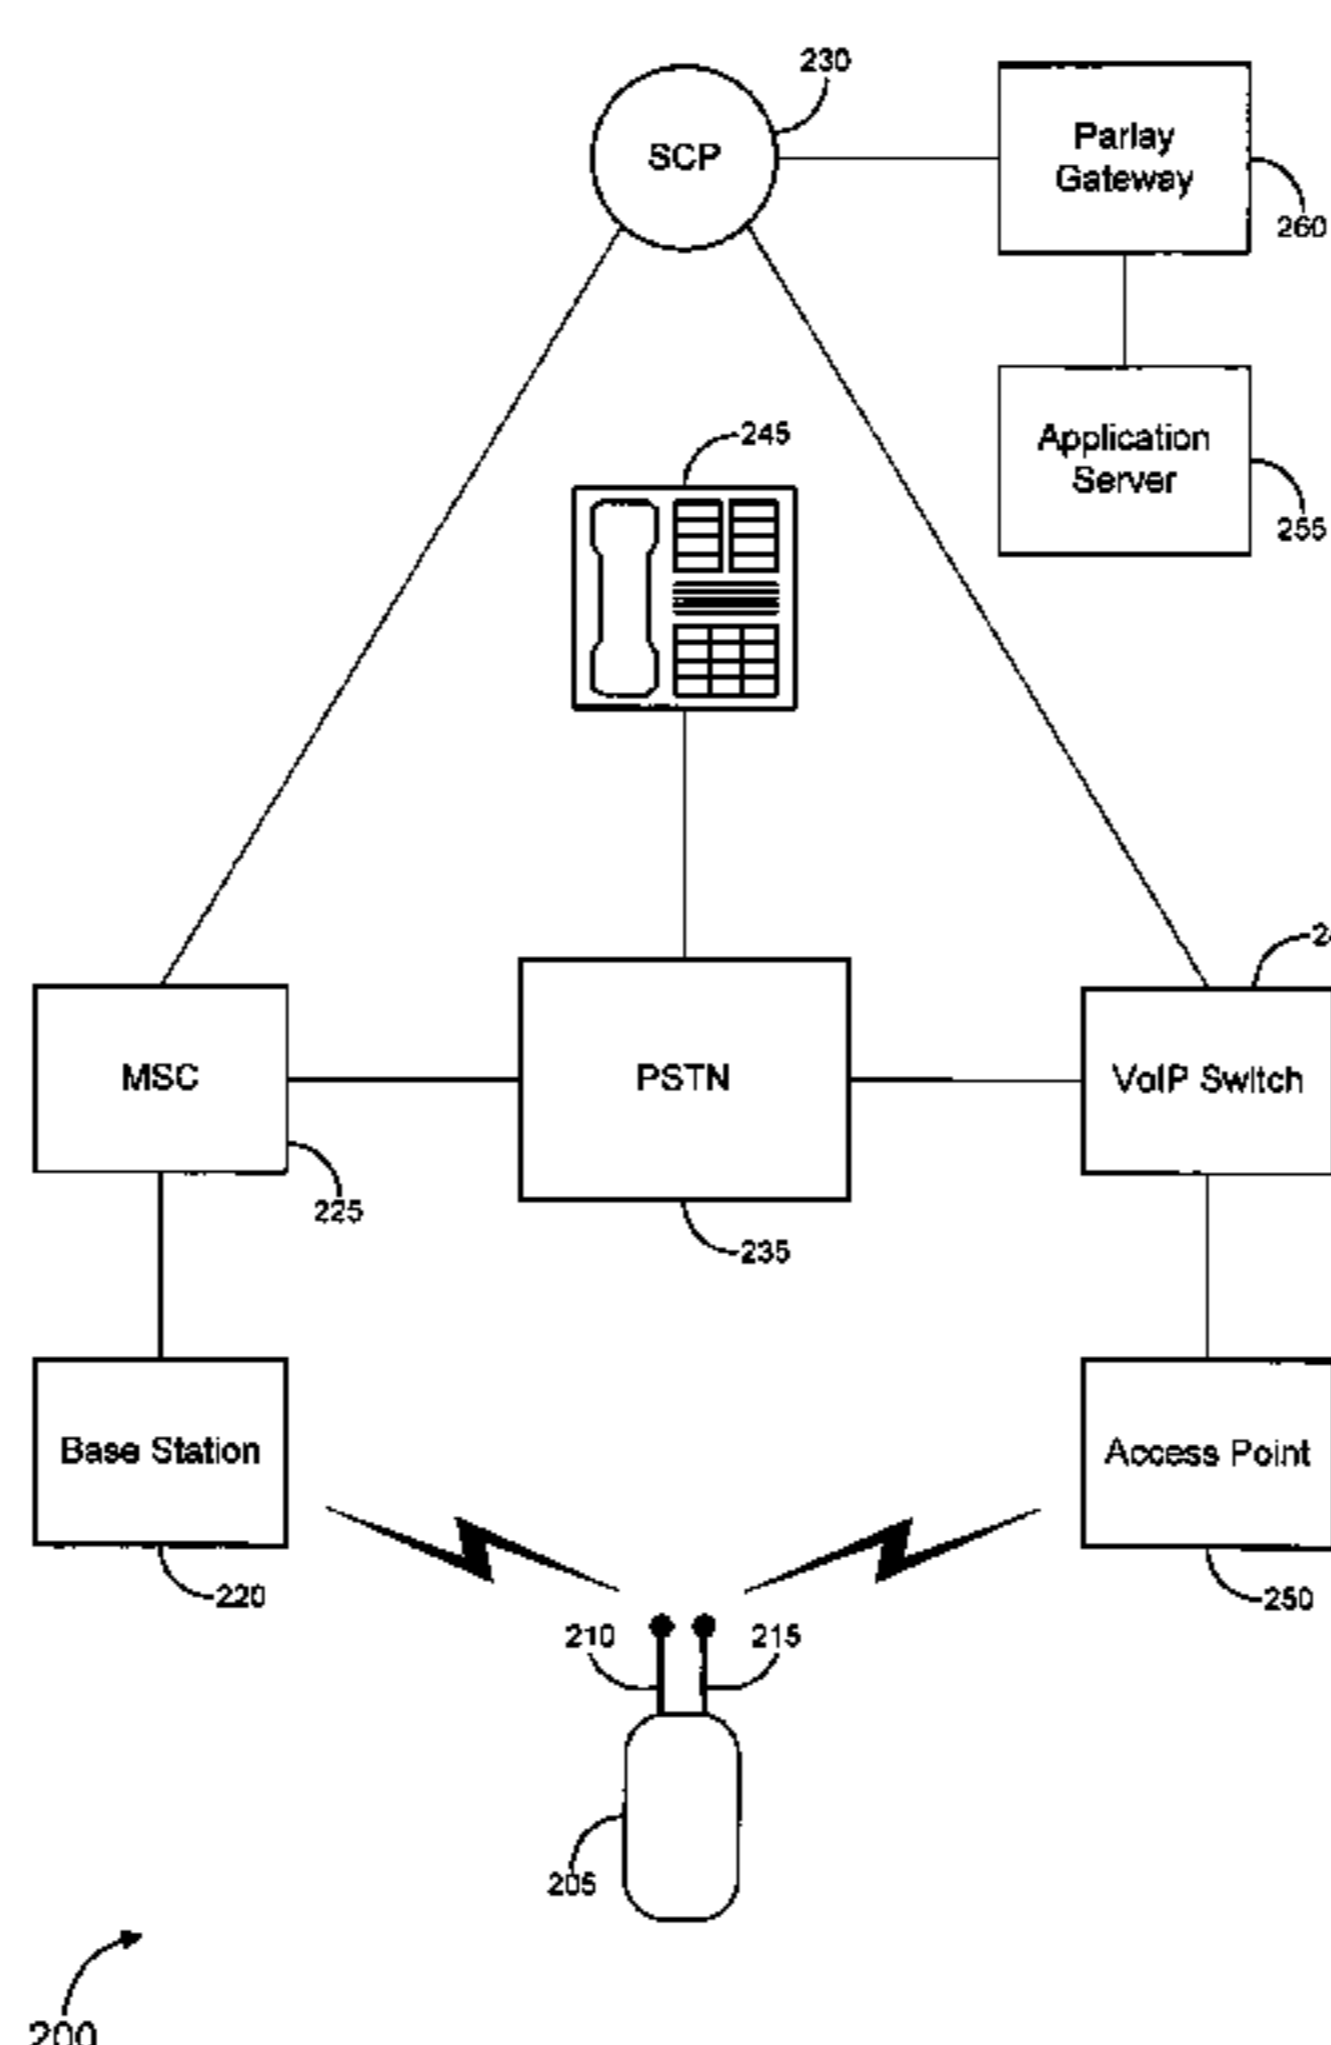 230
SCP
Parlay
Gateway
260
245
Application
Server
255
MSC
PSTN
VoIP Switch
225
235
Base Station
Access Point
220
250
210
215
205
200